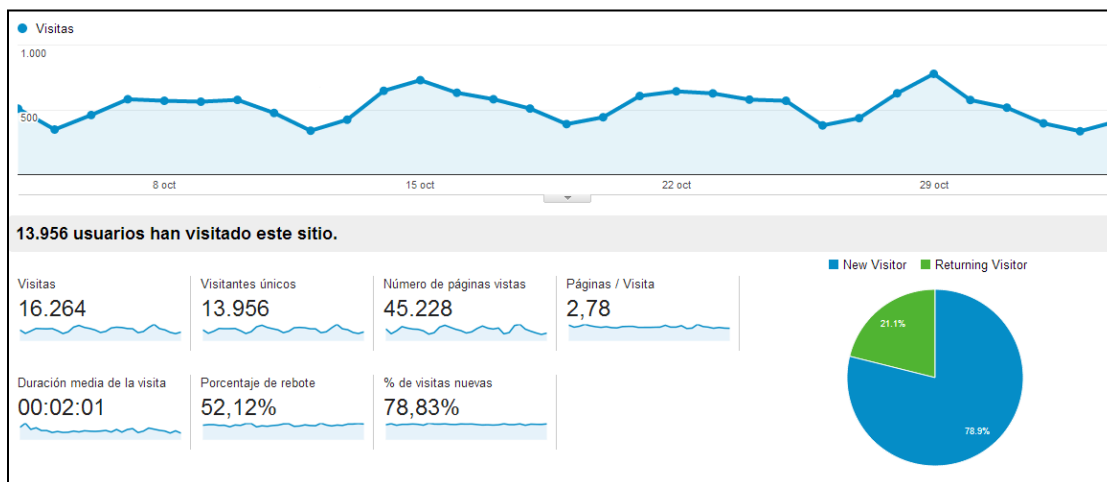 Visitas
1.000
500
8 oct 15 oct 22 oct 29 oct
13.956 usuarios han visitado este sitio.
New Visitor Returning Visitor
Visitas Visitantes únicos Número de páginas vistas Páginas / Visita
16.264 13.956 45.228 2,78
21.1%
Duración media de la visita Porcentaje de rebote % de visitas nuevas
00:02:01 52,12% 78,83%
78.9%